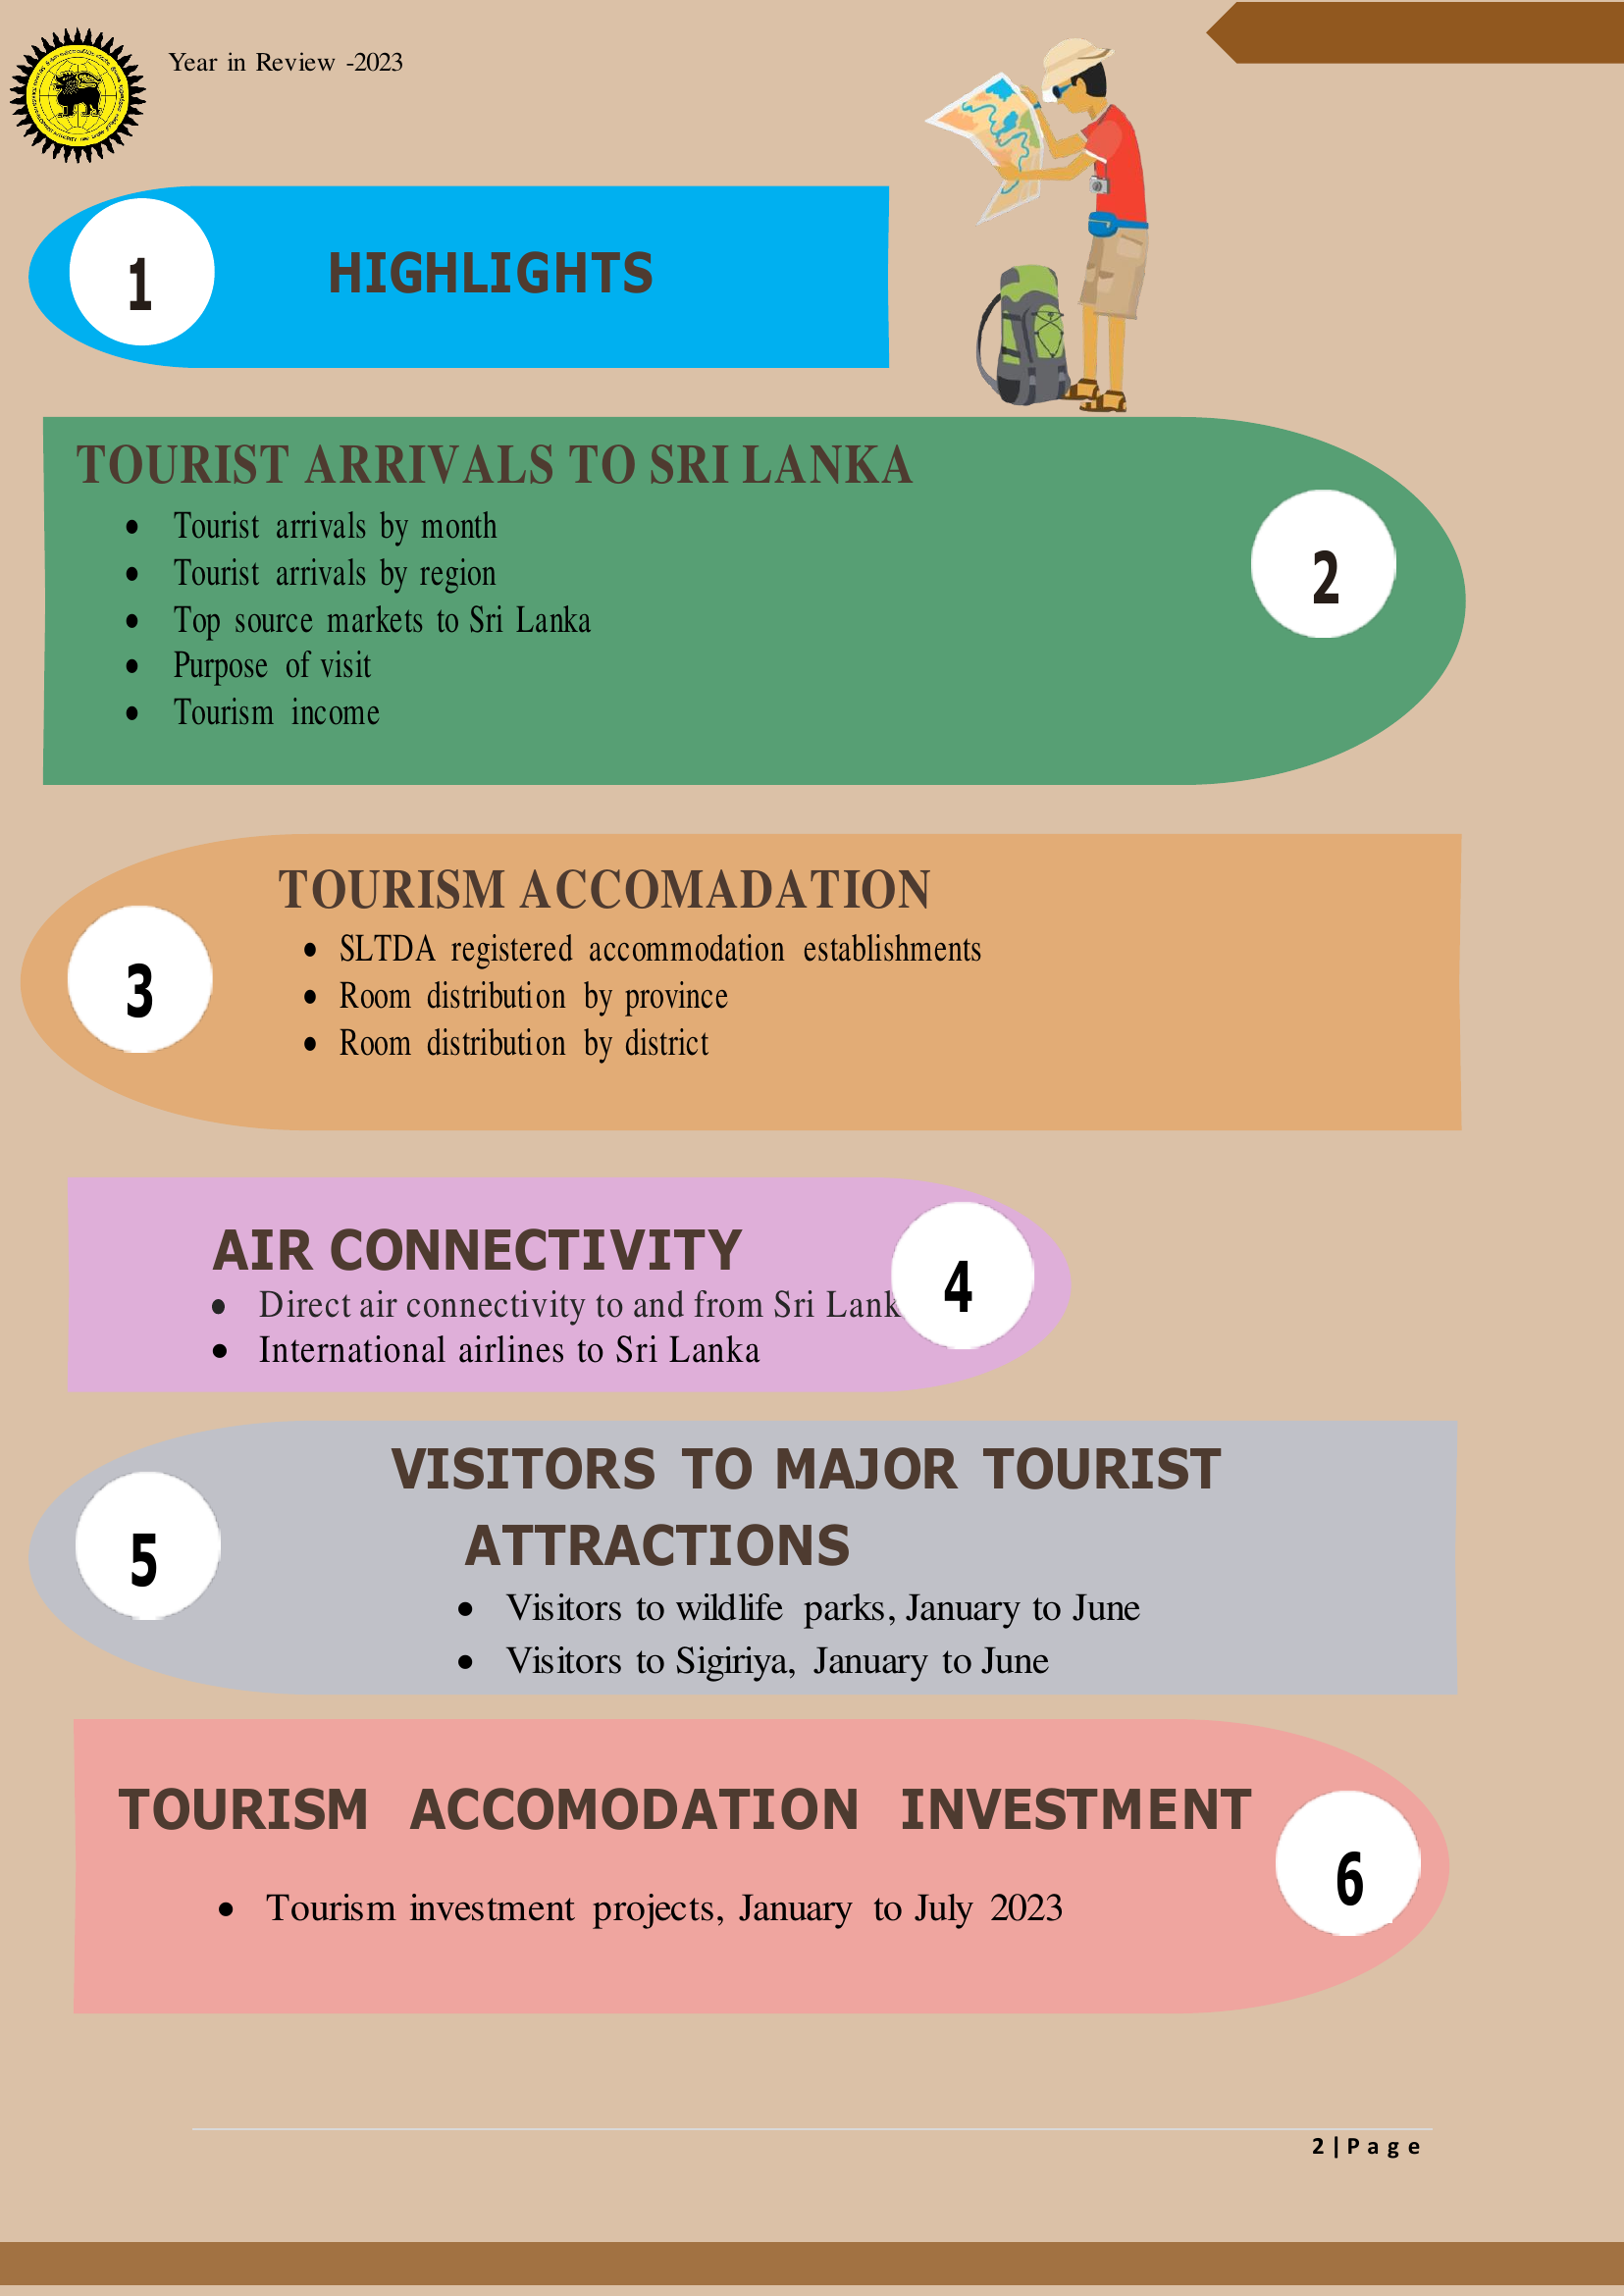 Year in Review -2023
1
HIGHLIGHTS
TOURIST ARRIVALS TO SRI LANKA
• Tourist arrivals by month
• Tourist arrivals by region
• Top source markets to Sri Lanka
• Purpose of visit
• Tourism income
2
TOURISM ACCOMADATION
• SLTDA registered accommodation establishments
• Room distribution by province
• Room distribution by district
3
AIR CONNECTIVITY
• Direct air connectivity to and from Sri Lank
• International airlines to Sri Lanka
4
VISITORS TO MAJOR TOURIST
ATTRACTIONS
• Visitors to wildlife parks, January to June
• Visitors to Sigiriya, January to June
5
TOURISM ACCOMODATION INVESTMENT
• Tourism investment projects, January to July 2023
6
2 | P a g e